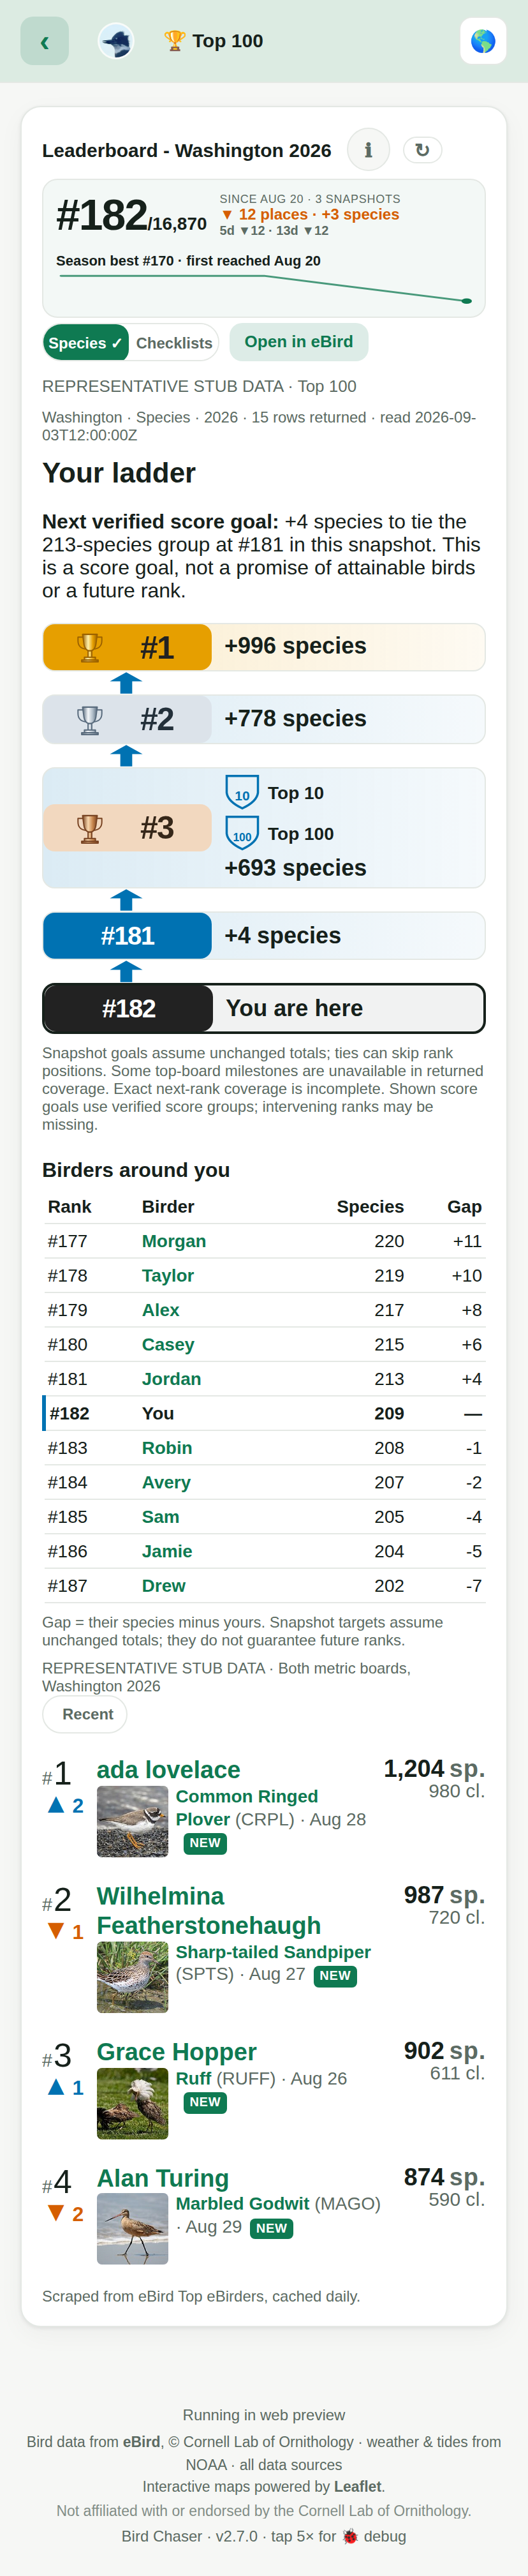 ‹ 🏆 Top 100 🌎
Leaderboard - Washington 2026 ℹ ↻
#182/16,870
SINCE AUG 20 · 3 SNAPSHOTS
▼ 12 places · +3 species
5d ▼12 · 13d ▼12
Season best #170 · first reached Aug 20
Species ✓ Checklists Open in eBird
REPRESENTATIVE STUB DATA · Top 100
Washington · Species · 2026 · 15 rows returned · read 2026-09-
03T12:00:00Z
Your ladder
Next verified score goal: +4 species to tie the
213-species group at #181 in this snapshot. This
is a score goal, not a promise of attainable birds
or a future rank.
#1 +996 species
#2 +778 species
10 Top 10
#3 100 Top 100
+693 species
#181 +4 species
#182 You are here
Snapshot goals assume unchanged totals; ties can skip rank
positions. Some top-board milestones are unavailable in returned
coverage. Exact next-rank coverage is incomplete. Shown score
goals use verified score groups; intervening ranks may be
missing.
Birders around you
Rank Birder Species Gap
#177 Morgan 220 +11
#178 Taylor 219 +10
#179 Alex 217 +8
#180 Casey 215 +6
#181 Jordan 213 +4
#182 You 209 —
#183 Robin 208 -1
#184 Avery 207 -2
#185 Sam 205 -4
#186 Jamie 204 -5
#187 Drew 202 -7
Gap = their species minus yours. Snapshot targets assume
unchanged totals; they do not guarantee future ranks.
REPRESENTATIVE STUB DATA · Both metric boards,
Washington 2026
Recent
#1 ada lovelace 1,204 sp.
▲ 2 980 cl.
Common Ringed
Plover (CRPL) · Aug 28
NEW
#2 Wilhelmina 987 sp.
▼ 1 Featherstonehaugh 720 cl.
Sharp-tailed Sandpiper
(SPTS) · Aug 27 NEW
#3 Grace Hopper 902 sp.
▲ 1 Ruff (RUFF) · Aug 26 611 cl.
NEW
#4 Alan Turing 874 sp.
▼ 2 Marbled Godwit (MAGO) 590 cl.
· Aug 29 NEW
Scraped from eBird Top eBirders, cached daily.
Running in web preview
Bird data from eBird, © Cornell Lab of Ornithology · weather & tides from
NOAA · all data sources
Interactive maps powered by Leaflet.
Not affiliated with or endorsed by the Cornell Lab of Ornithology.
Bird Chaser · v2.7.0 · tap 5× for 🐞 debug